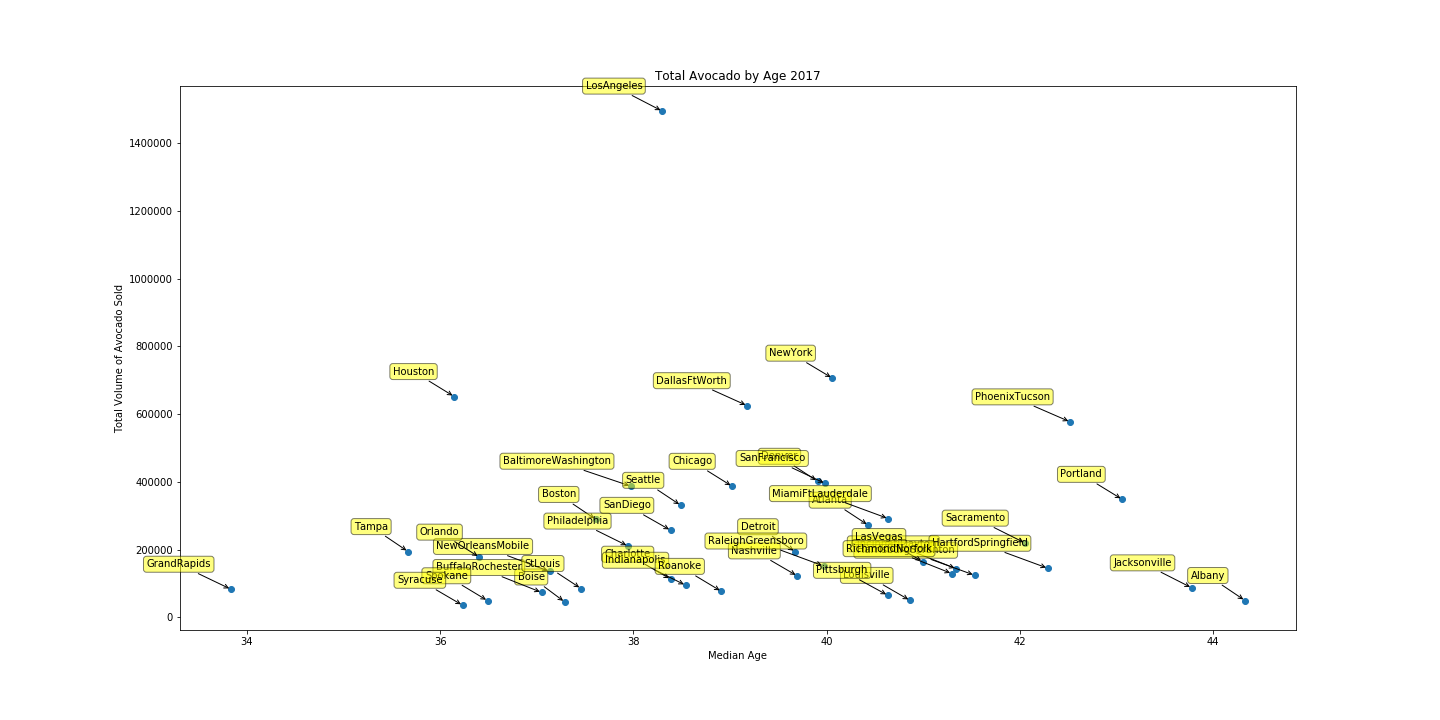 Total Avocado by Age 2017
LosAngeles
1400000
1200000
1000000
800000
600000
400000
200000
0
Total Volume of Avocado Sold
NewYork
Houston
DallasFtWorth
PhoenixTucson
SanFrancisco
Denver
BaltimoreWashington
Chicago
Seattle
Portland
Boston
MiamiFtLauderdale
Atlanta
SanDiego
Philadelphia
Sacramento
Tampa
Detroit
Orlando
LasVegas
RaleighGreensboro
HartfordSpringfield
NewOrleansMobile
RichmondNorfolk
Nashville
Charlotte
Indianapolis
GrandRapids
StLouis
Jacksonville
BuffaloRochester
Roanoke
Pittsburgh
Louisville
Boise
Spokane
Albany
Syracuse
34
36
38
40
42
44
Median Age